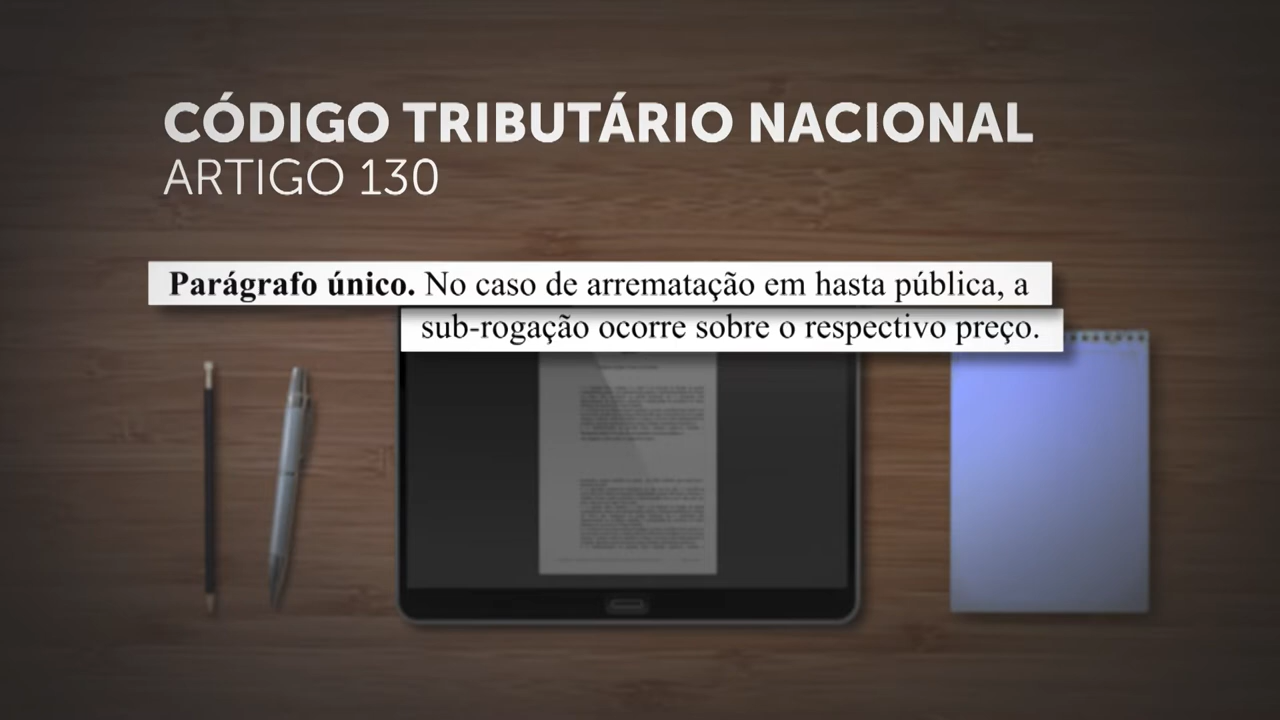 CÓDIGO TRIBUTÁRIO NACIONAL
ARTIGO 130
Parágrafo único. No caso de arrematação em hasta pública, a
sub-rogação ocorre sobre o respectivo preço.